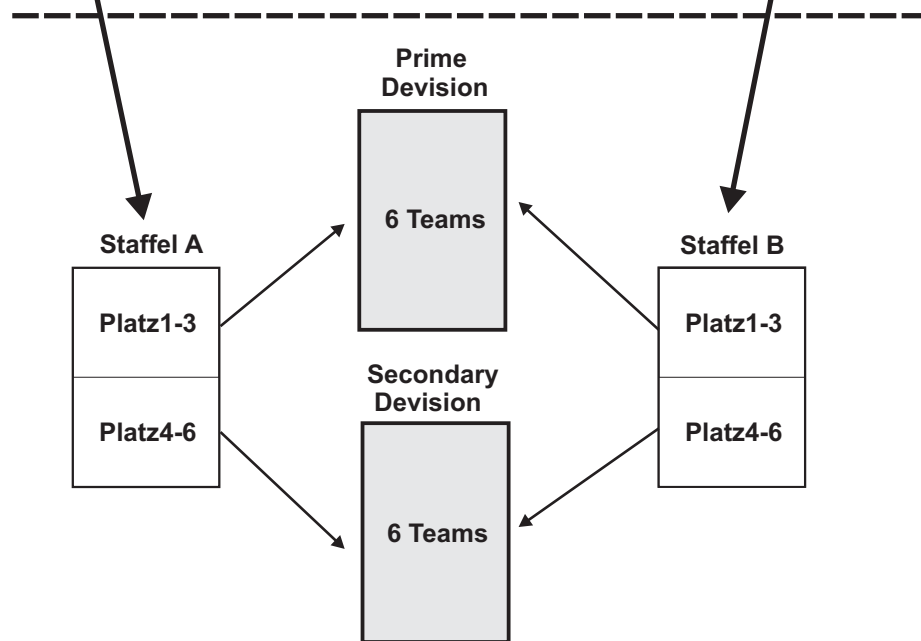 Prime
Devision
6 Teams
Staffel A
Platz1-3
Platz4-6
Staffel B
Platz1-3
Platz4-6
Secondary
Devision
6 Teams